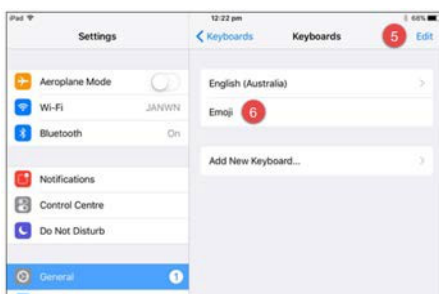 iPad 12:22 pm 68%
Settings
Keyboards Keyboards 5 Edit
Aeroplane Mode
Wi-Fi JANWN
Bluetooth On
Notifications
Control Centre
Do Not Disturb
General 1
English (Australia)
Emoji 6
Add New Keyboard...